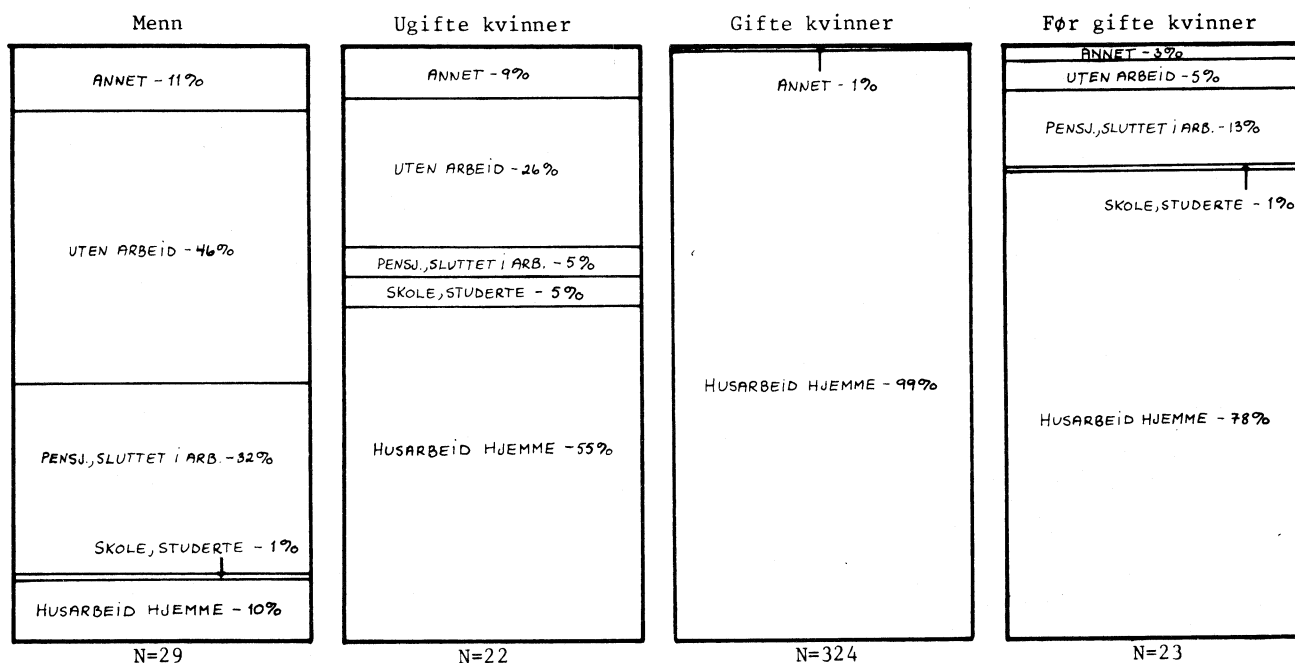 Menn
ANNET - 11%
UTEN ARBEID - 46%
PENSJ., SLUTTET I ARB. - 32%
SKOLE, STUDERTE - 1%
HUSARBEID HJEMME - 10%
N=29
Ugifte kvinner
ANNET - 9%
UTEN ARBEID - 26%
PENSJ., SLUTTET I ARB. - 5%
SKOLE, STUDERTE - 5%
HUSARBEID HJEMME - 55%
N=22
Gifte kvinner
ANNET - 1%
HUSARBEID HJEMME - 99%
N=324
Før gifte kvinner
ANNET - 3%
UTEN ARBEID - 5%
PENSJ., SLUTTET I ARB. - 13%
SKOLE, STUDERTE - 1%
HUSARBEID HJEMME - 78%
N=23